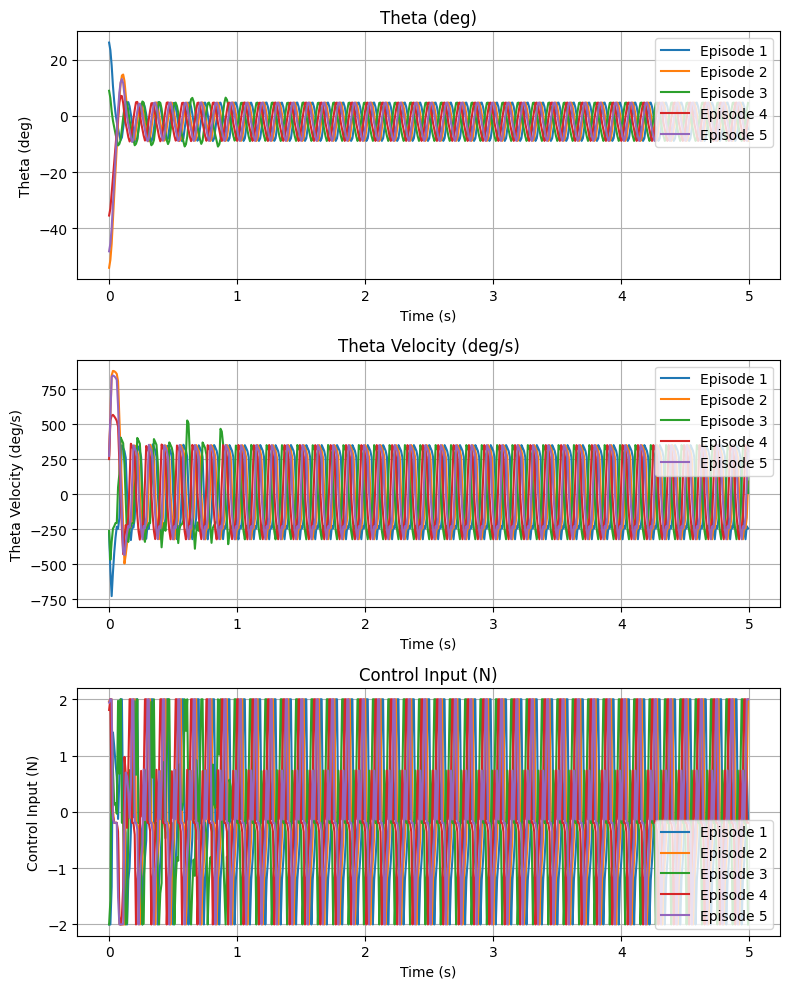 Theta (deg)
20
0
−20
−40
Theta (deg)
Episode 1
Episode 2
Episode 3
Episode 4
Episode 5
0 1 2 3 4 5
Time (s)
Theta Velocity (deg/s)
750
500
250
0
−250
−500
−750
Theta Velocity (deg/s)
Episode 1
Episode 2
Episode 3
Episode 4
Episode 5
0 1 2 3 4 5
Time (s)
Control Input (N)
2
1
0
−1
−2
Control Input (N)
Episode 1
Episode 2
Episode 3
Episode 4
Episode 5
0 1 2 3 4 5
Time (s)